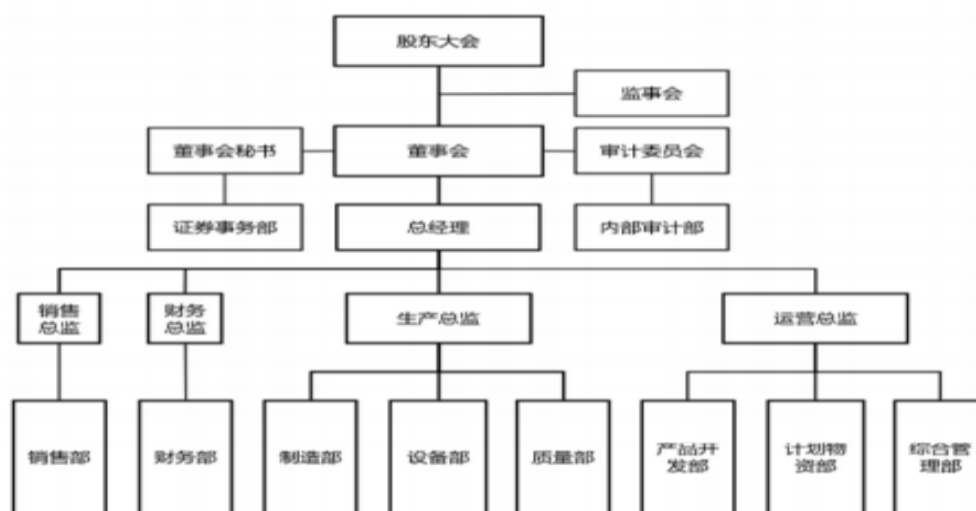 股东大会
监事会
董事会秘书
董事会
审计委员会
证券事务部
总经理
内部审计部
销售
总监
财务
总监
生产总监
运营总监
销售部
财务部
制造部
设备部
质量部
产品开
发部
计划物
资部
综合管
理部